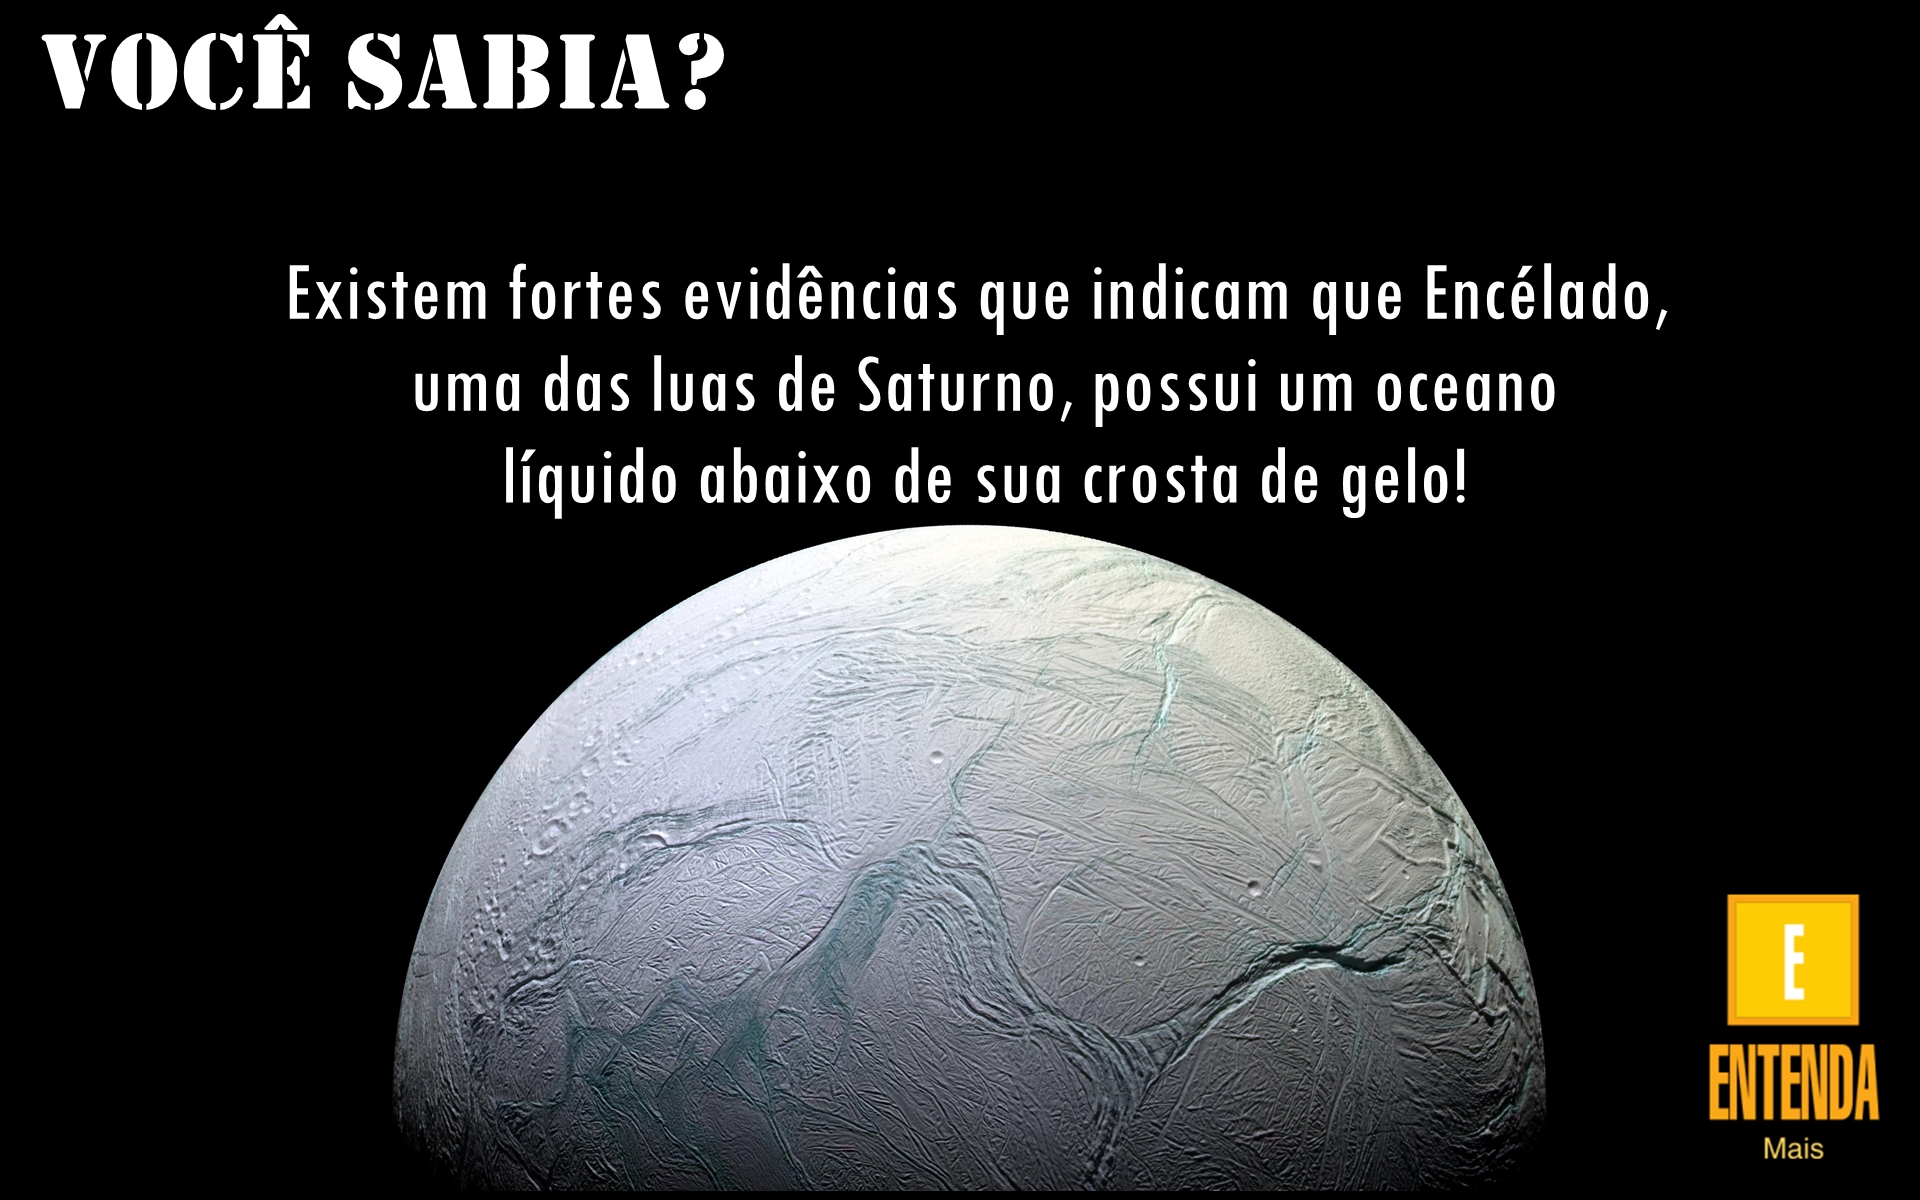 VOCÊ SABIA?
Existem fortes evidências que indicam que Encélado,
uma das luas de Saturno, possui um oceano
líquido abaixo de sua crosta de gelo!
E
ENTENDA
Mais